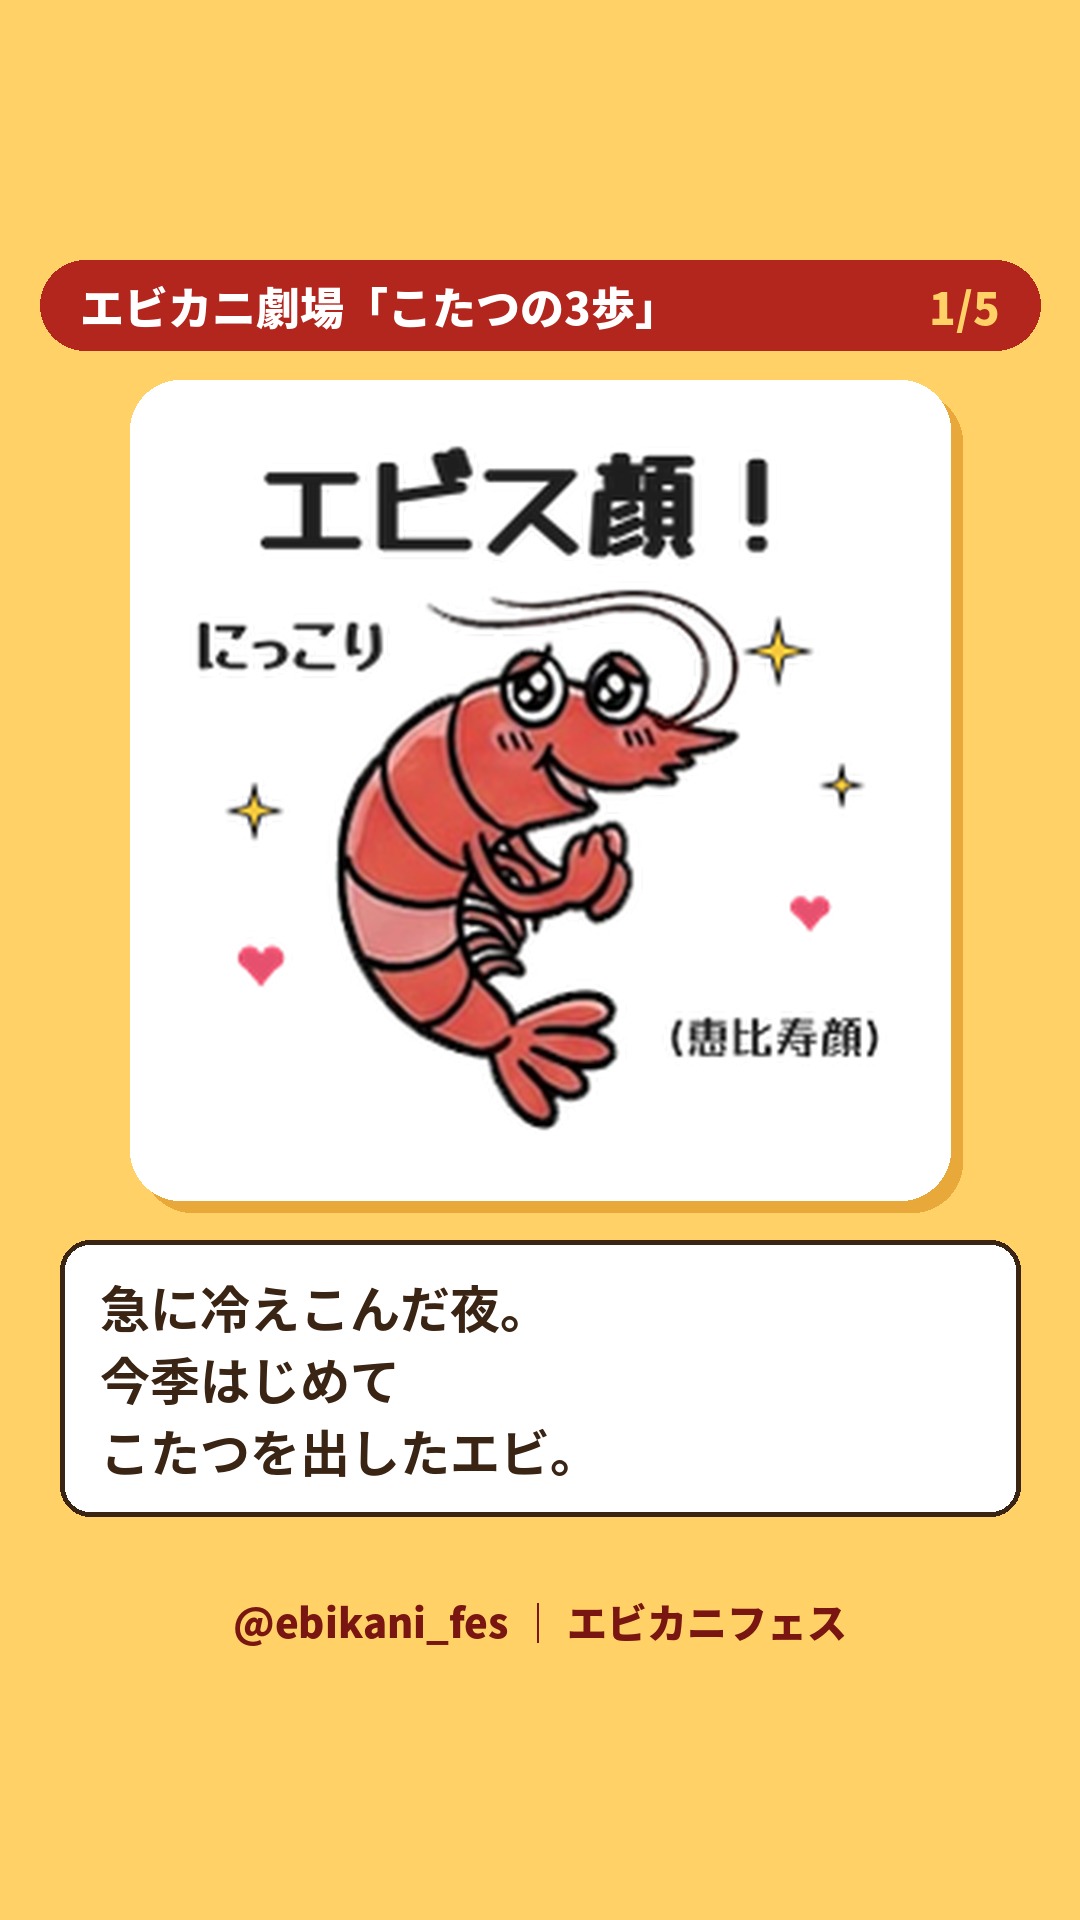 エビカニ劇場「こたつの3歩」 1/5
エビス顔！
にっこり
(恵比寿顔)
急に冷えこんだ夜。
今季はじめて
こたつを出したエビ。
@ebikani_fes｜エビカニフェス